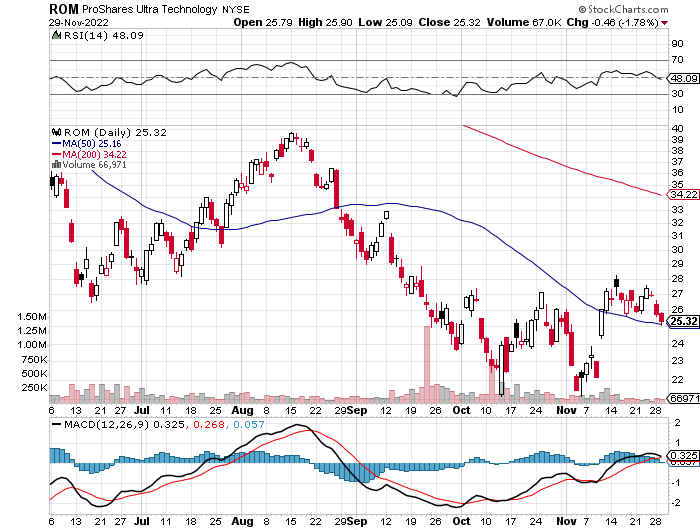 ROM ProShares Ultra Technology NYSE © StockCharts.com
29-Nov-2022 Open 25.79 High 25.90 Low 25.09 Close 25.32 Volume 67.0K Chg -0.46 (-1.78%)
RSI(14) 48.09
90
70
50
48.09
30
10
ROM (Daily) 25.32
MA(50) 25.16
MA(200) 34.22
Volume 66,971
40
39
38
37
36
35
34.22
33
32
31
30
29
28
27
26
25.32
24
23
22
66971
1.50M
1.25M
1.00M
750K
500K
250K
6 13 21 27 Jul 11 18 25 Aug 8 15 22 29 Sep 12 19 26 Oct 10 17 24 Nov 7 14 21 28
MACD(12,26,9) 0.325, 0.268, 0.057
2
1
0.325
-1
-2
6 13 21 27 Jul 11 18 25 Aug 8 15 22 29 Sep 12 19 26 Oct 10 17 24 Nov 7 14 21 28